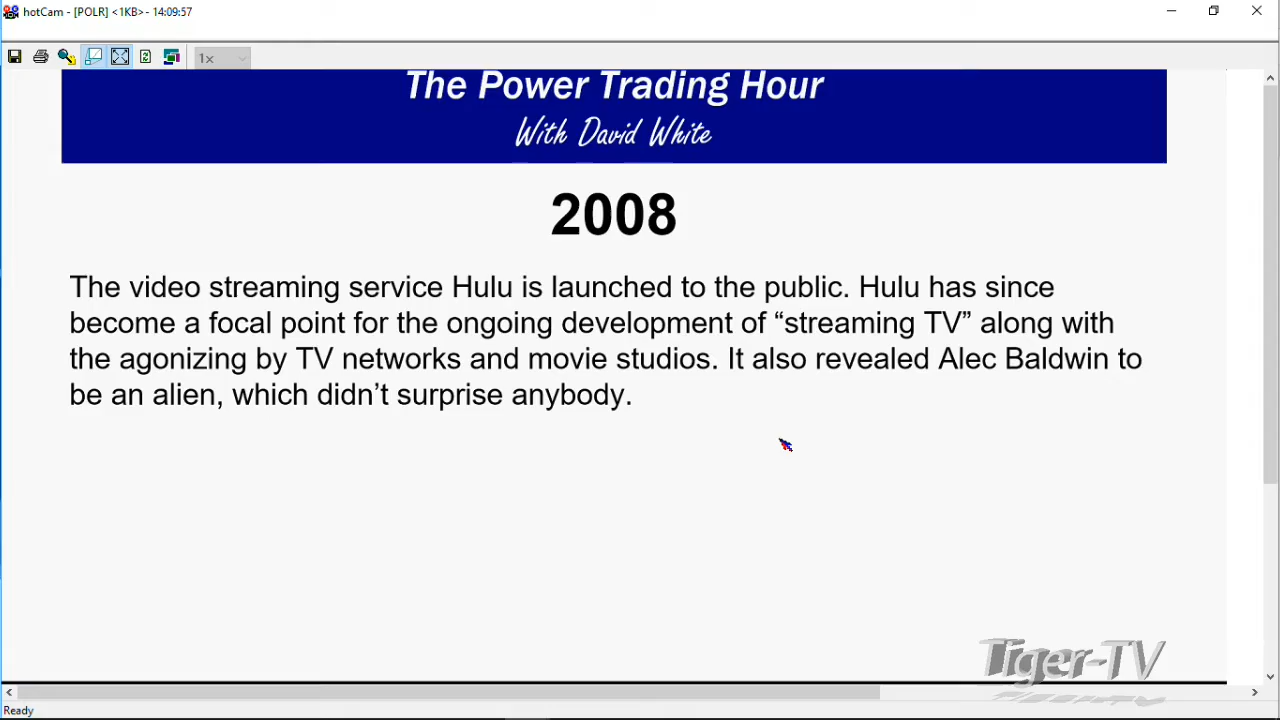 hotCam - [POLR] <1KB> - 14:09:57
1x
The Power Trading Hour
With David White
2008
The video streaming service Hulu is launched to the public. Hulu has since
become a focal point for the ongoing development of “streaming TV” along with
the agonizing by TV networks and movie studios. It also revealed Alec Baldwin to
be an alien, which didn’t surprise anybody.
Tiger-TV
Ready